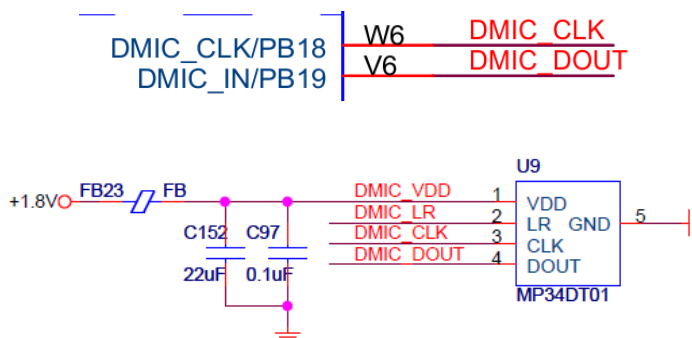 DMIC_CLK/PB18 W6 DMIC_CLK
DMIC_IN/PB19 V6 DMIC_DOUT
U9
+1.8V FB23 FB DMIC_VDD 1 VDD
DMIC_LR 2 LR GND 5
C152 C97 DMIC_CLK 3 CLK
DMIC_DOUT 4 DOUT
22uF 0.1uF
MP34DT01